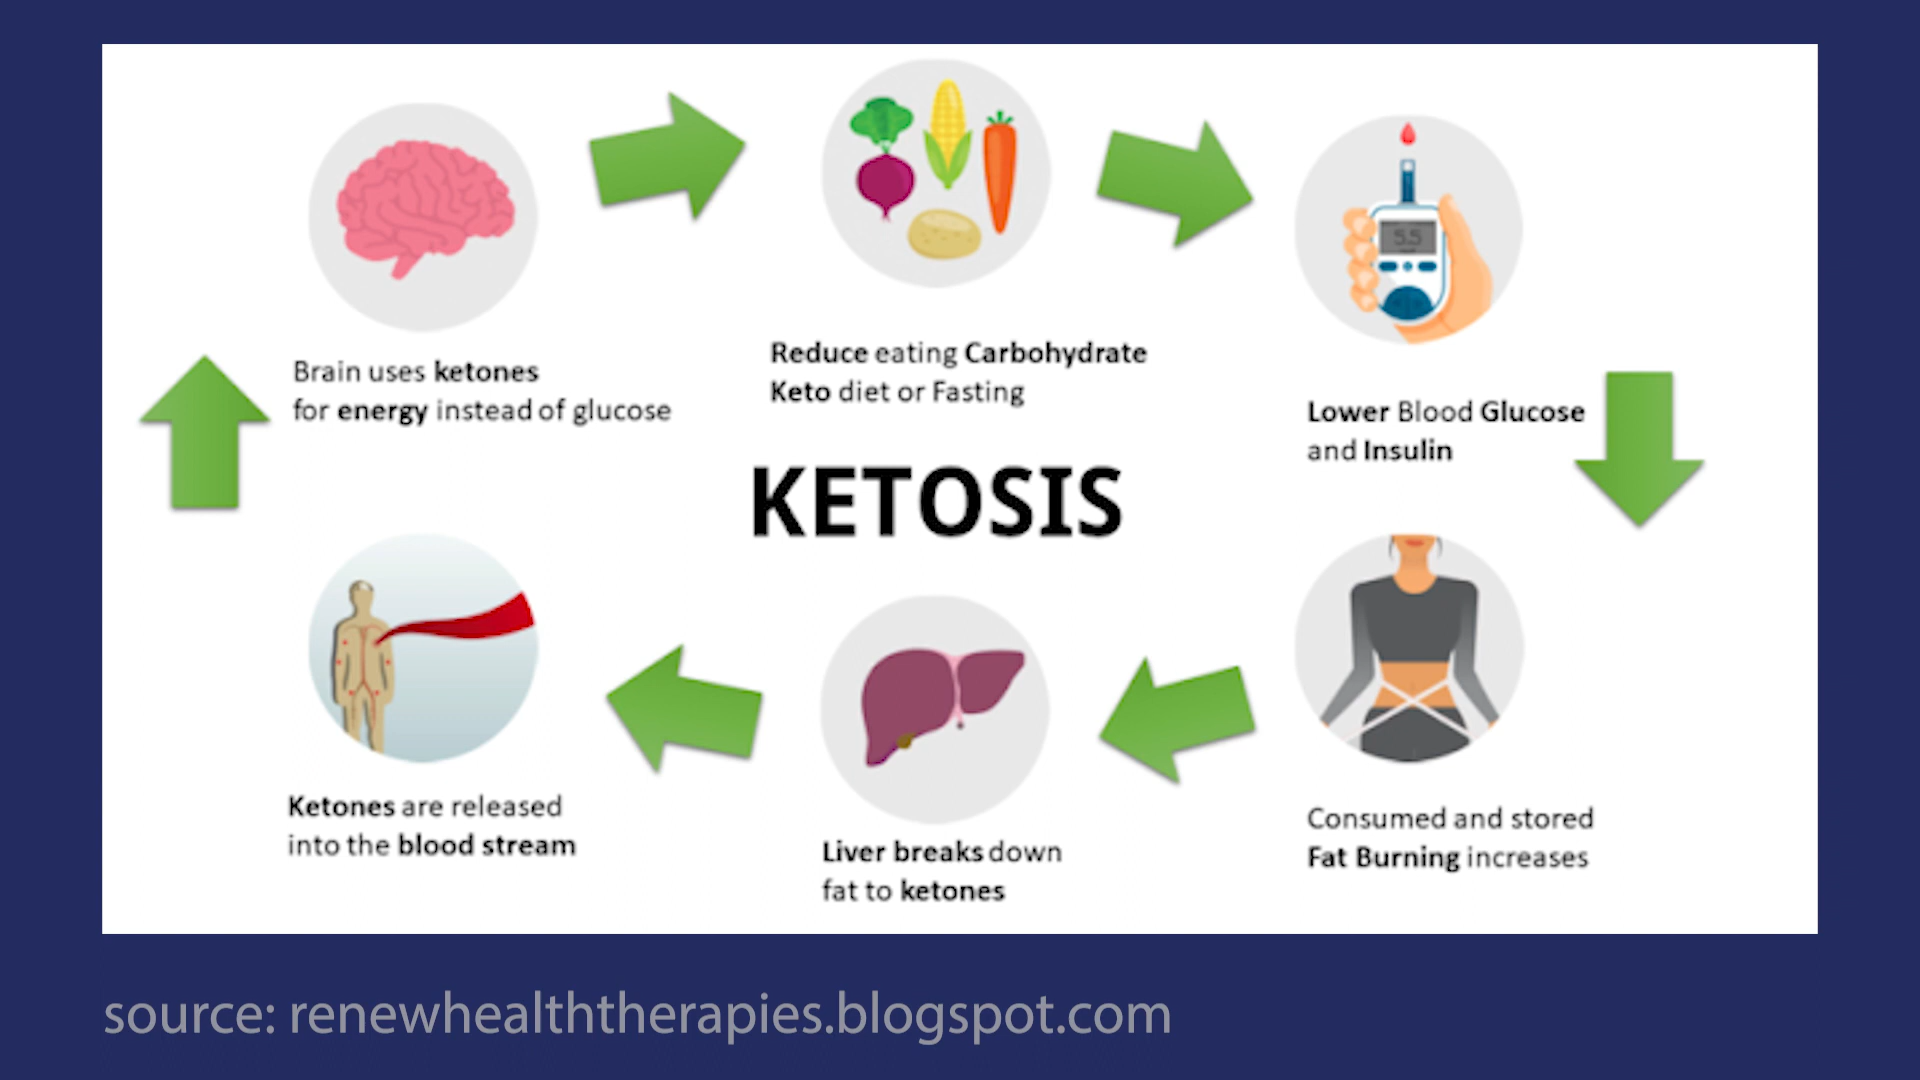 Brain uses ketones
for energy instead of glucose
Reduce eating Carbohydrate
Keto diet or Fasting
5.5
Lower Blood Glucose
and Insulin
KETOSIS
Ketones are released
into the blood stream
Liver breaks down
fat to ketones
Consumed and stored
Fat Burning increases
source: renewhealththerapies.blogspot.com